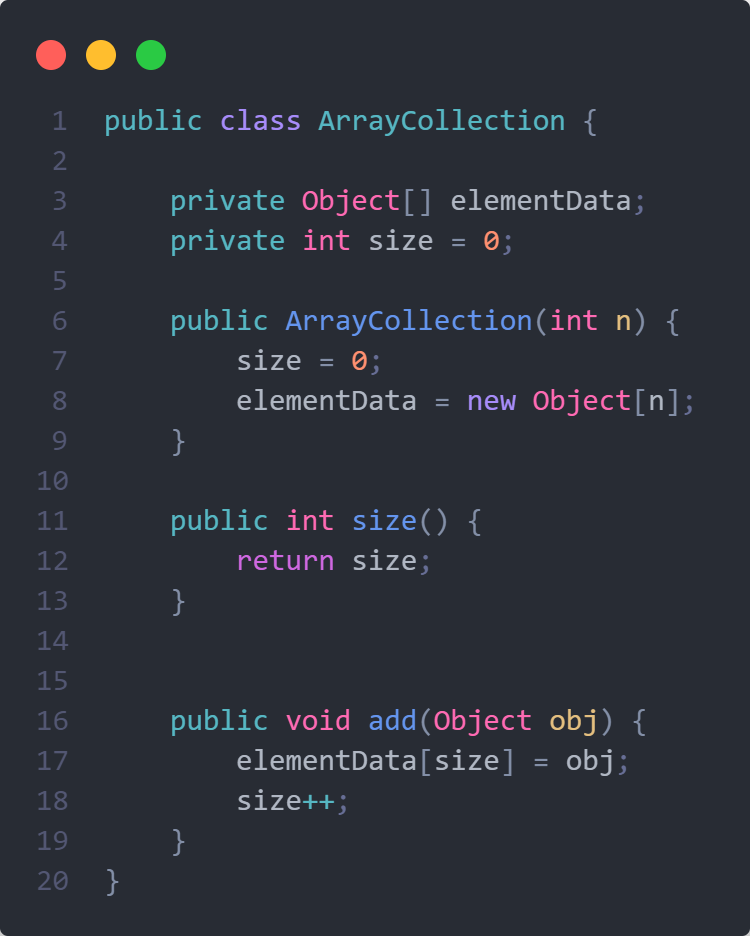 1 public class ArrayCollection {
2
3     private Object[] elementData;
4     private int size = 0;
5
6     public ArrayCollection(int n) {
7         size = 0;
8         elementData = new Object[n];
9     }
10
11     public int size() {
12         return size;
13     }
14
15
16     public void add(Object obj) {
17         elementData[size] = obj;
18         size++;
19     }
20 }